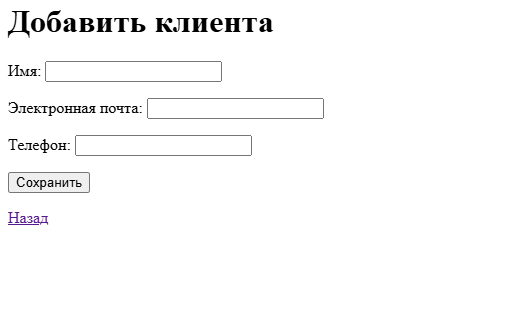 Добавить клиента
Имя:
Электронная почта:
Телефон:
Сохранить
Назад